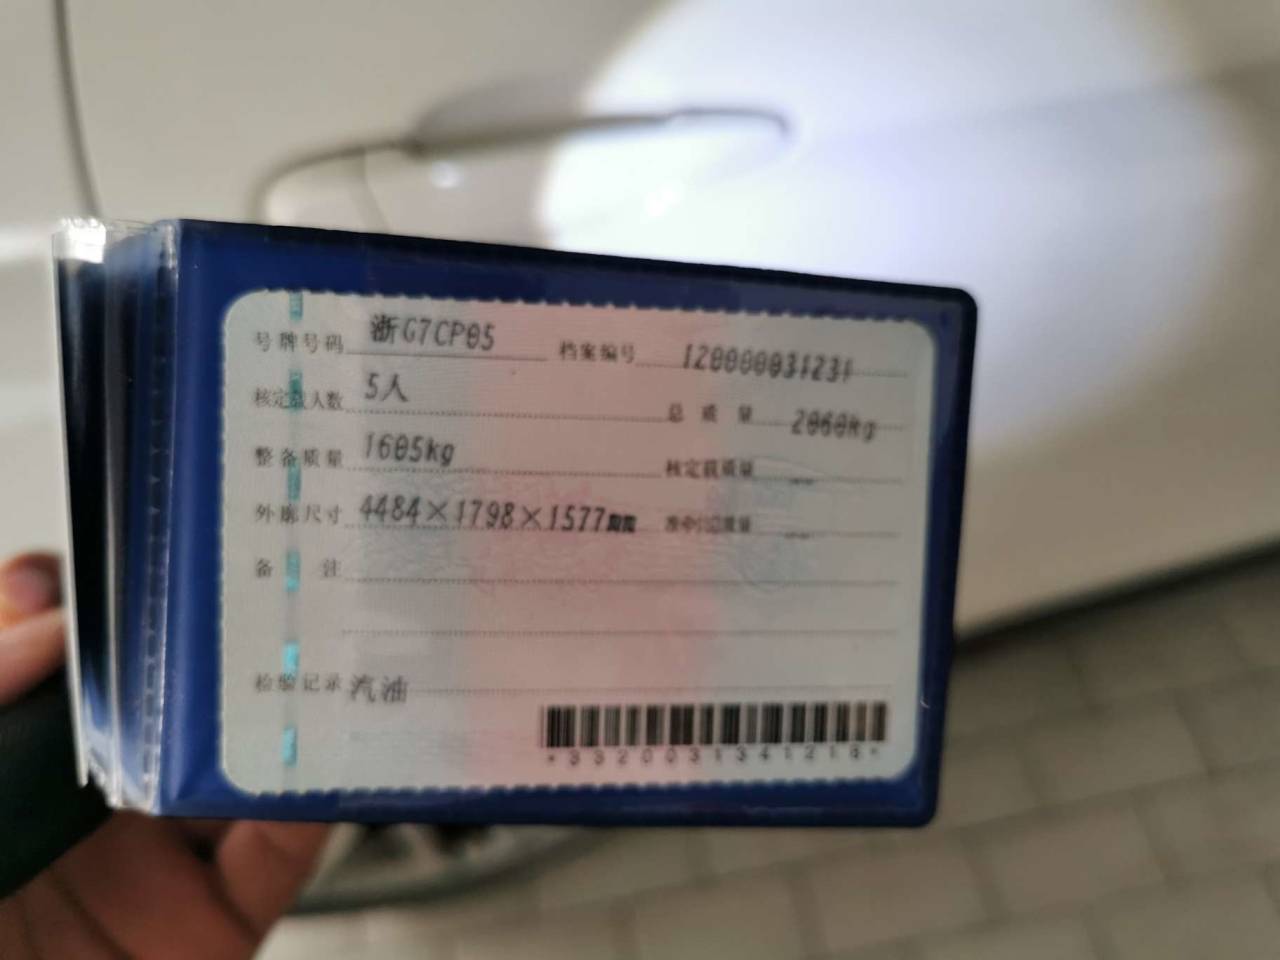 号牌号码 浙G7CP05 档案编号 120000031231
核定载人数 5人 总质量 2060kg
整备质量 1605kg 核定载质量 --
外廓尺寸 4484×1798×1577mm 准牵引总质量 --
备注
检验记录 汽油
*3320031341218*